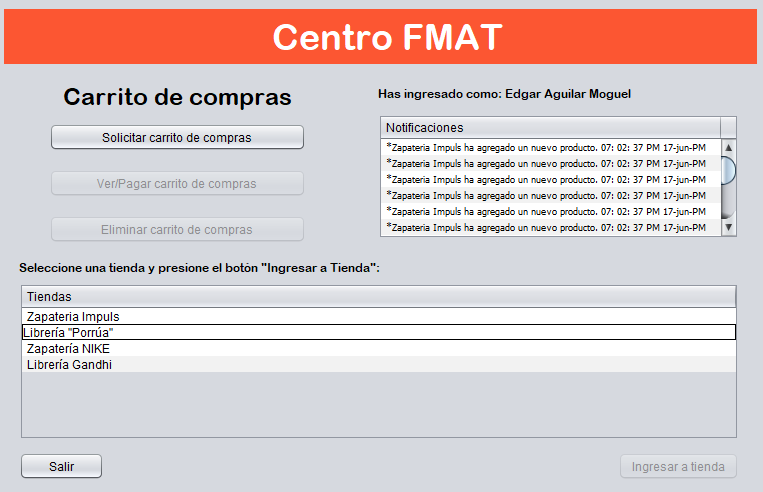 Centro FMAT
Carrito de compras
Has ingresado como: Edgar Aguilar Moguel
Solicitar carrito de compras
Ver/Pagar carrito de compras
Eliminar carrito de compras
Notificaciones
*Zapateria Impuls ha agregado un nuevo producto. 07: 02: 37 PM 17-jun-PM
*Zapateria Impuls ha agregado un nuevo producto. 07: 02: 37 PM 17-jun-PM
*Zapateria Impuls ha agregado un nuevo producto. 07: 02: 37 PM 17-jun-PM
*Zapateria Impuls ha agregado un nuevo producto. 07: 02: 37 PM 17-jun-PM
*Zapateria Impuls ha agregado un nuevo producto. 07: 02: 37 PM 17-jun-PM
*Zapateria Impuls ha agregado un nuevo producto. 07: 02: 37 PM 17-jun-PM
Seleccione una tienda y presione el botón "Ingresar a Tienda":
Tiendas
Zapateria Impuls
Librería "Porrúa"
Zapatería NIKE
Librería Gandhi
Salir
Ingresar a tienda